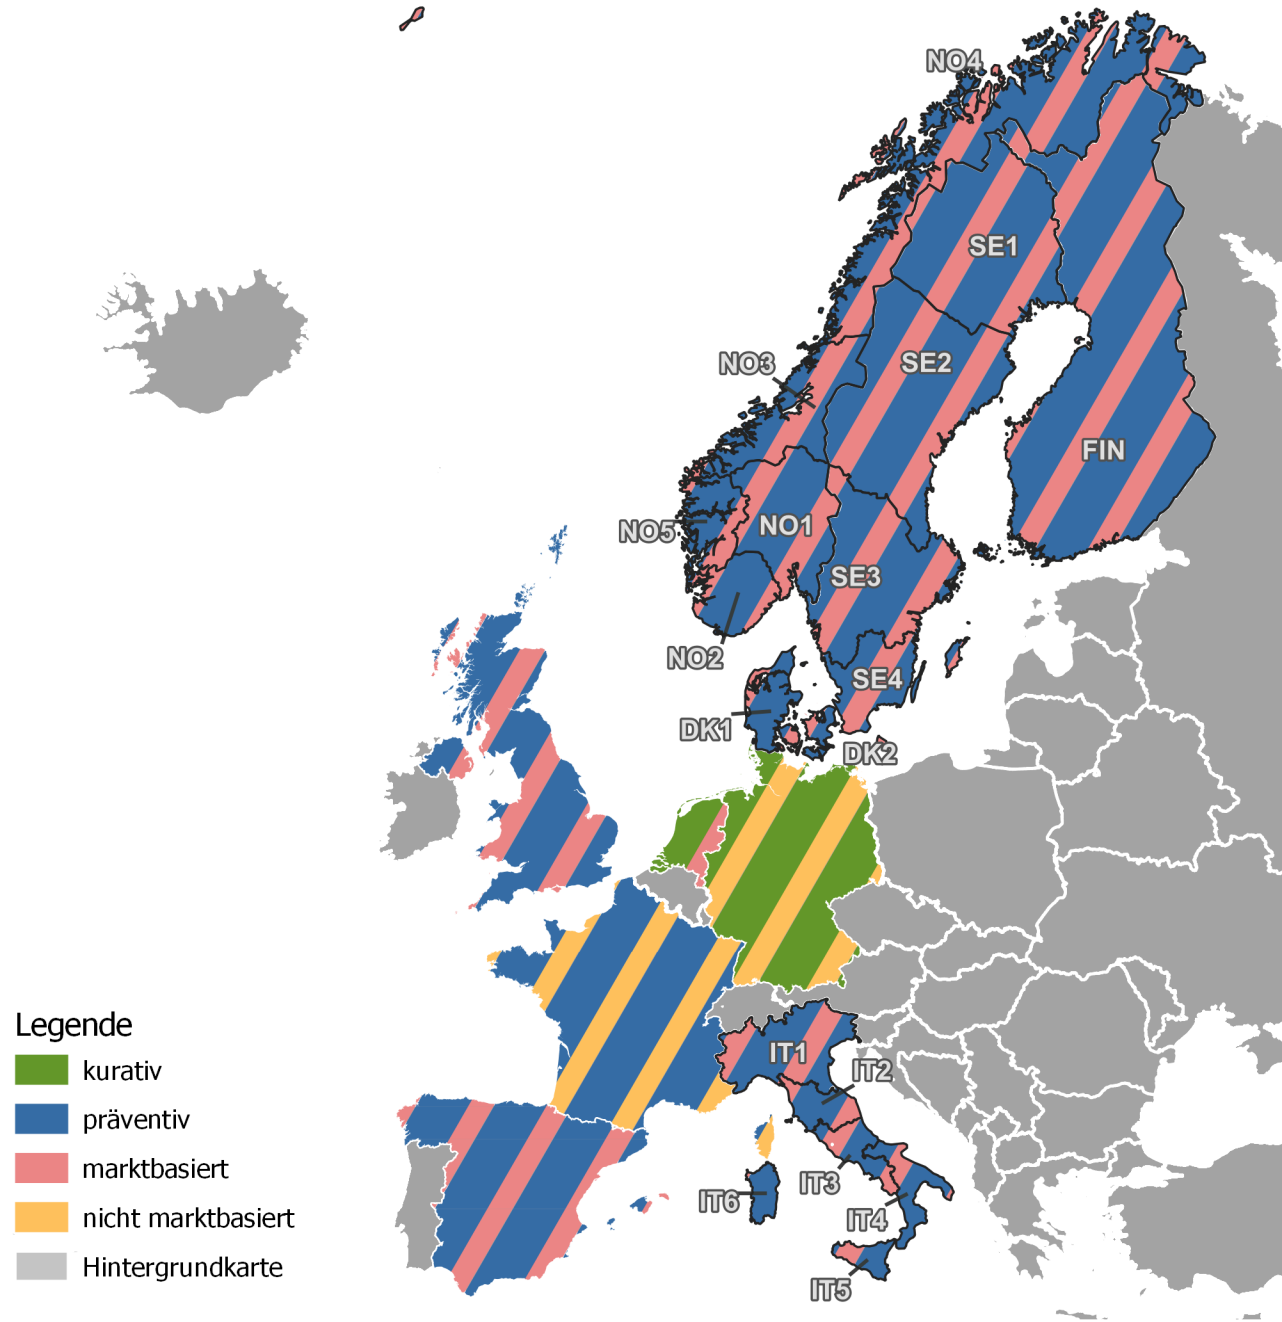 NO4
SE1
NO3
SE2
FIN
NO5
NO1
SE3
NO2
SE4
DK1
DK2
Legende
kurativ
präventiv
marktbasiert
nicht marktbasiert
Hintergrundkarte
IT1
IT2
IT3
IT6
IT4
IT5